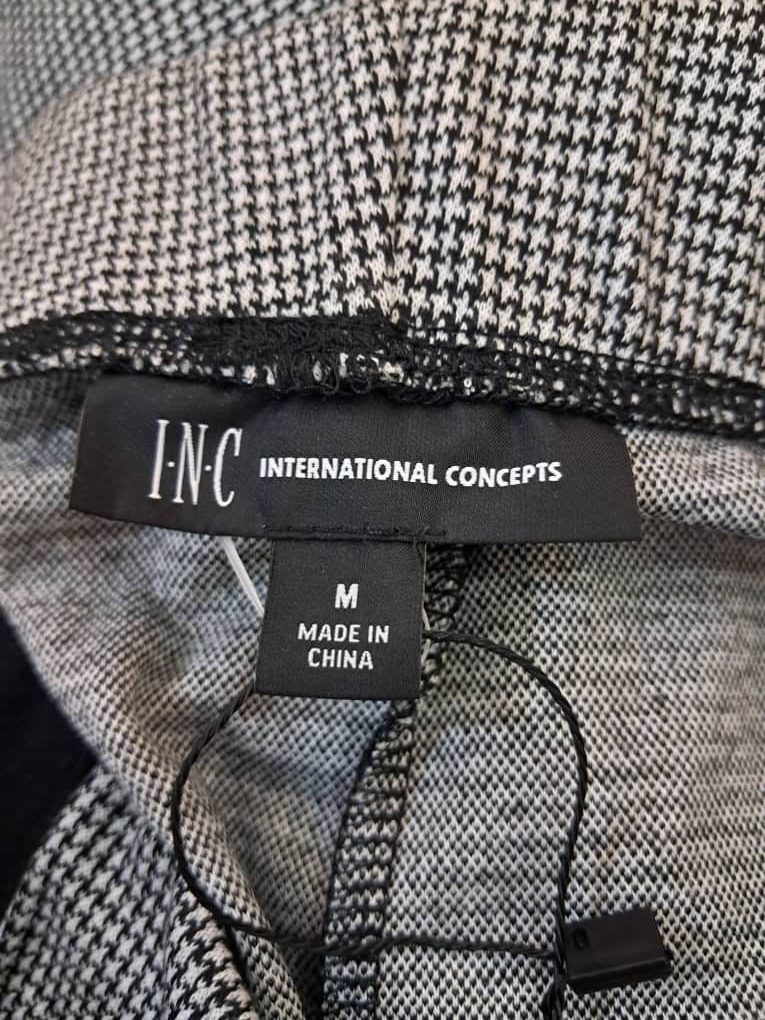 I·N·C INTERNATIONAL CONCEPTS
M
MADE IN
CHINA